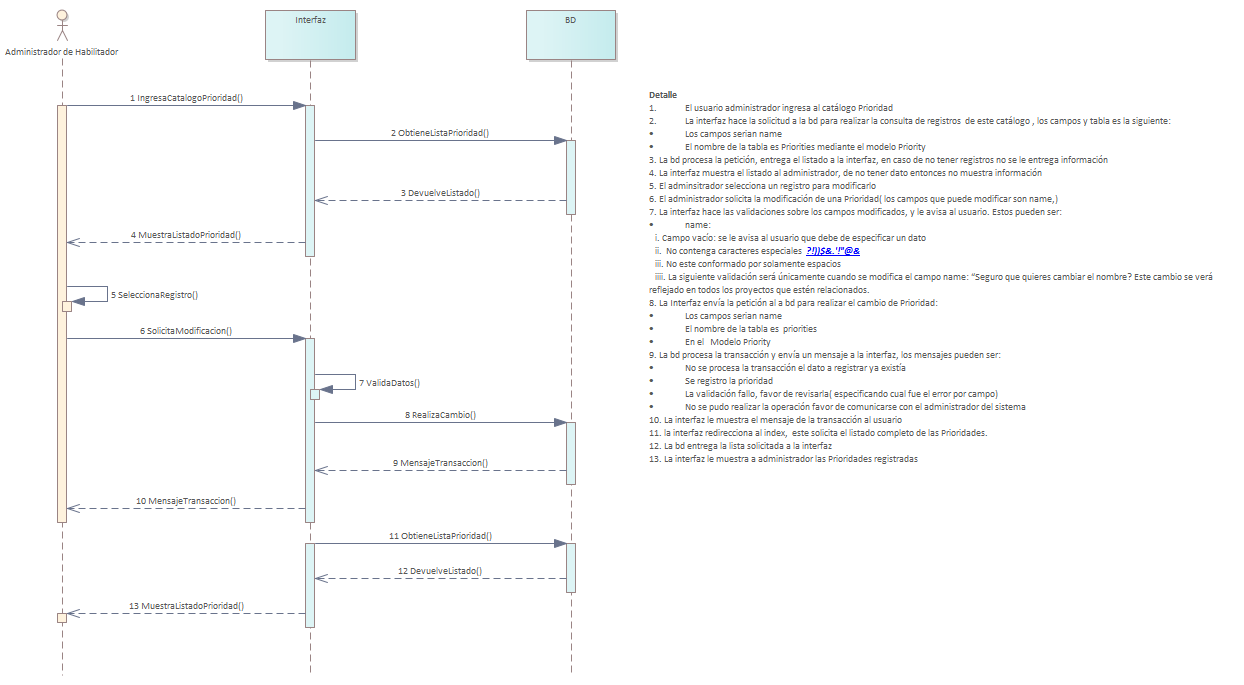 Interfaz
BD
Administrador de Habilitador
1 IngresaCatalogoPrioridad()
2 ObtieneListaPrioridad()
3 DevuelveListado()
4 MuestraListadoPrioridad()
5 SeleccionaRegistro()
6 SolicitaModificacion()
7 ValidaDatos()
8 RealizaCambio()
9 MensajeTransaccion()
10 MensajeTransaccion()
11 ObtieneListaPrioridad()
12 DevuelveListado()
13 MuestraListadoPrioridad()
Detalle
1. El usuario administrador ingresa al catálogo Prioridad
2. La interfaz hace la solicitud a la bd para realizar la consulta de registros de este catálogo , los campos y tabla es la siguiente:
• Los campos serian name
• El nombre de la tabla es Priorities mediante el modelo Priority
3. La bd procesa la petición, entrega el listado a la interfaz, en caso de no tener registros no se le entrega información
4. La interfaz muestra el listado al administrador, de no tener dato entonces no muestra información
5. El adminsitrador selecciona un registro para modificarlo
6. El administrador solicita la modificación de una Prioridad( los campos que puede modificar son name,)
7. La interfaz hace las validaciones sobre los campos modificados, y le avisa al usuario. Estos pueden ser:
• name:
i. Campo vacío: se le avisa al usuario que debe de especificar un dato
ii. No contenga caracteres especiales ?!))$&.'!"@&
iii. No este conformado por solamente espacios
iiii. La siguiente validación será únicamente cuando se modifica el campo name: "Seguro que quieres cambiar el nombre? Este cambio se verá
reflejado en todos los proyectos que estén relacionados.
8. La Interfaz envía la petición al a bd para realizar el cambio de Prioridad:
• Los campos serian name
• El nombre de la tabla es priorities
• En el Modelo Priority
9. La bd procesa la transacción y envía un mensaje a la interfaz, los mensajes pueden ser:
• No se procesa la transacción el dato a registrar ya existía
• Se registro la prioridad
• La validación fallo, favor de revisarla( especificando cual fue el error por campo)
• No se pudo realizar la operación favor de comunicarse con el administrador del sistema
10. La interfaz le muestra el mensaje de la transacción al usuario
11. la interfaz redirecciona al index, este solicita el listado completo de las Prioridades.
12. La bd entrega la lista solicitada a la interfaz
13. La interfaz le muestra a administrador las Prioridades registradas